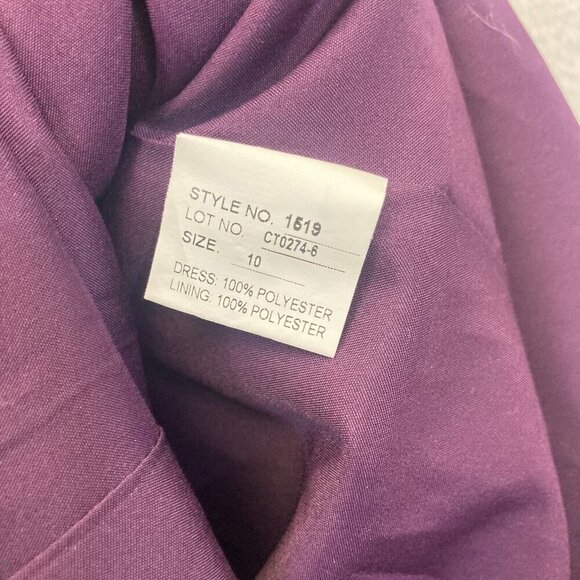 STYLE NO. 1519
LOT NO. CT0274-6
SIZE. 10
DRESS: 100% POLYESTER
LINING: 100% POLYESTER